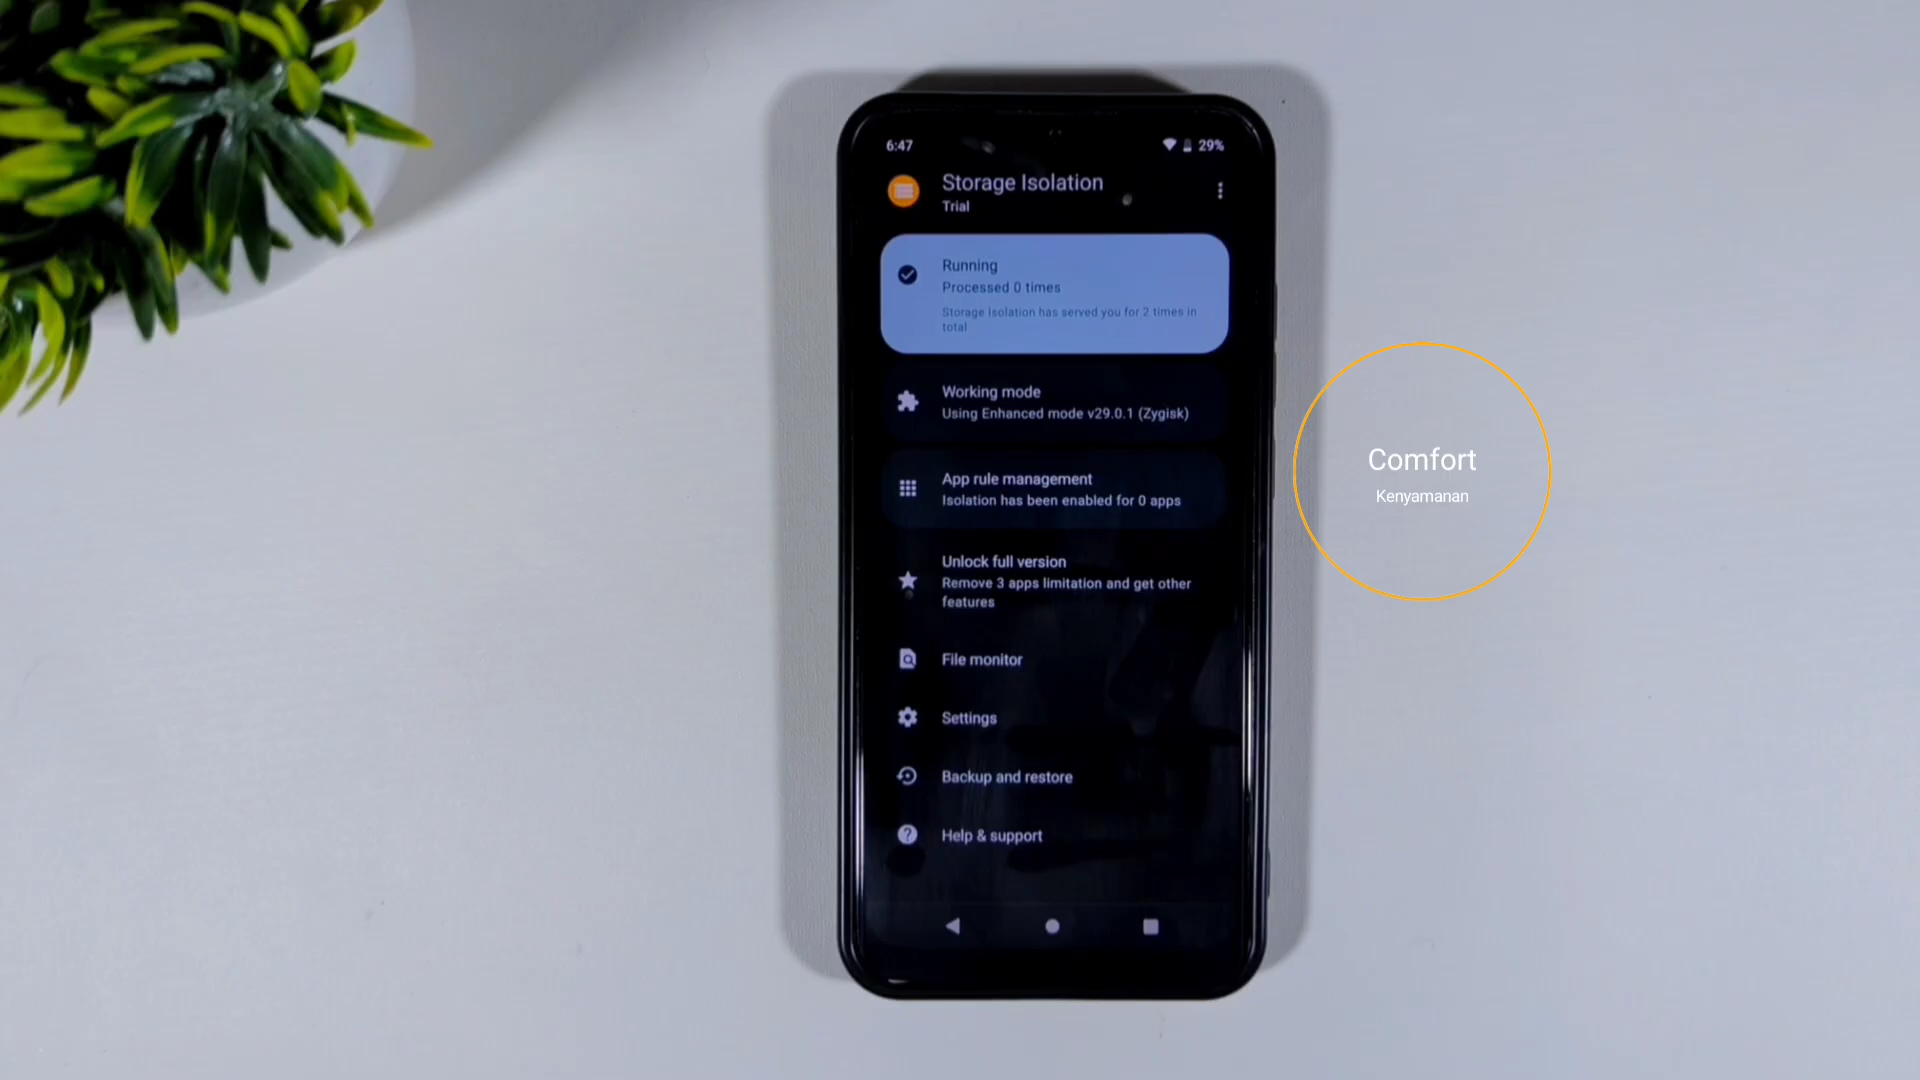 6:47
29%
Storage Isolation
Trial
Running
Processed 0 times
Storage Isolation has served you for 2 times in
total
Working mode
Using Enhanced mode v29.0.1 (Zygisk)
App rule management
Isolation has been enabled for 0 apps
Unlock full version
Remove 3 apps limitation and get other
features
File monitor
Settings
Backup and restore
Help & support
Comfort
Kenyamanan